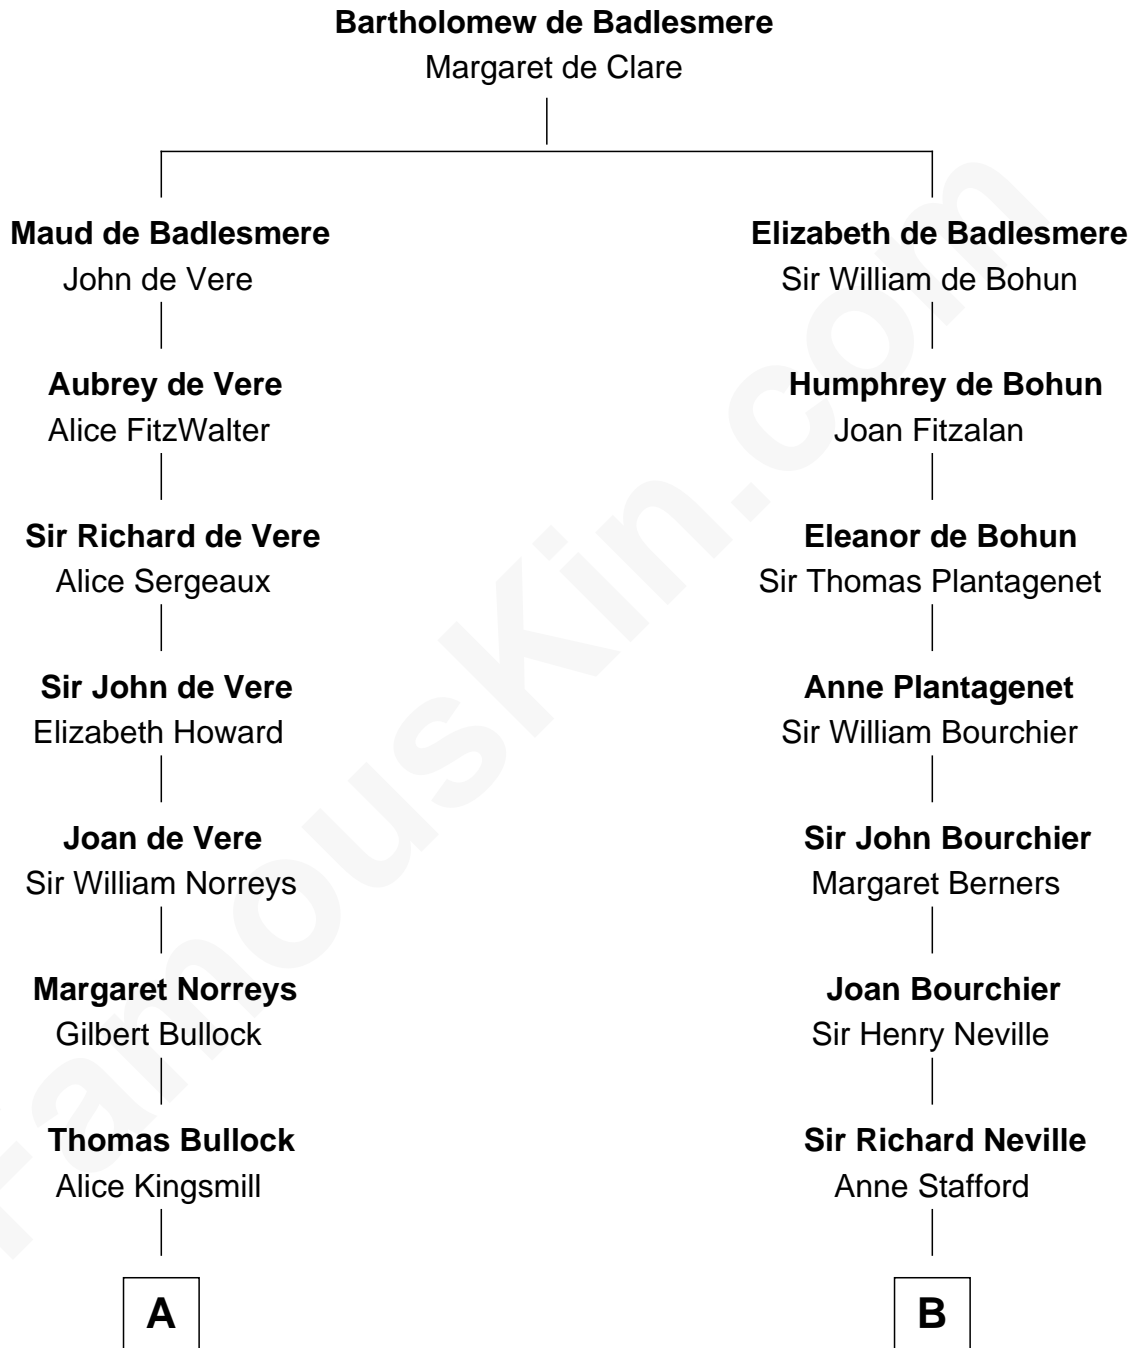 Bartholomew de Badlesmere
Margaret de Clare
Maud de Badlesmere
John de Vere
Elizabeth de Badlesmere
Sir William de Bohun
Aubrey de Vere
Alice FitzWalter
Humphrey de Bohun
Joan Fitzalan
Sir Richard de Vere
Alice Sergeaux
Eleanor de Bohun
Sir Thomas Plantagenet
Sir John de Vere
Elizabeth Howard
Anne Plantagenet
Sir William Bourchier
Joan de Vere
Sir William Norreys
Sir John Bourchier
Margaret Berners
Margaret Norreys
Gilbert Bullock
Joan Bourchier
Sir Henry Neville
Thomas Bullock
Alice Kingsmill
Sir Richard Neville
Anne Stafford
A
B
FamousKin.com